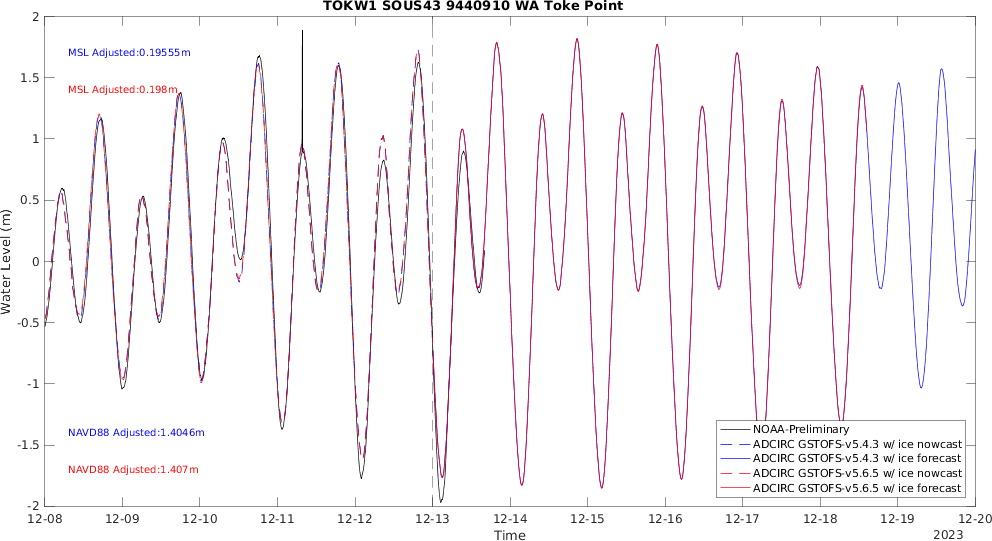 TOKW1 SOUS43 9440910 WA Toke Point
2
1.5
1
0.5
0
-0.5
-1
-1.5
-2
Water Level (m)
MSL Adjusted:0.19555m
MSL Adjusted:0.198m
NAVD88 Adjusted:1.4046m
NAVD88 Adjusted:1.407m
NOAA-Preliminary
ADCIRC GSTOFS-v5.4.3 w/ ice nowcast
ADCIRC GSTOFS-v5.4.3 w/ ice forecast
ADCIRC GSTOFS-v5.6.5 w/ ice nowcast
ADCIRC GSTOFS-v5.6.5 w/ ice forecast
12-08 12-09 12-10 12-11 12-12 12-13 12-14 12-15 12-16 12-17 12-18 12-19 12-20
Time
2023